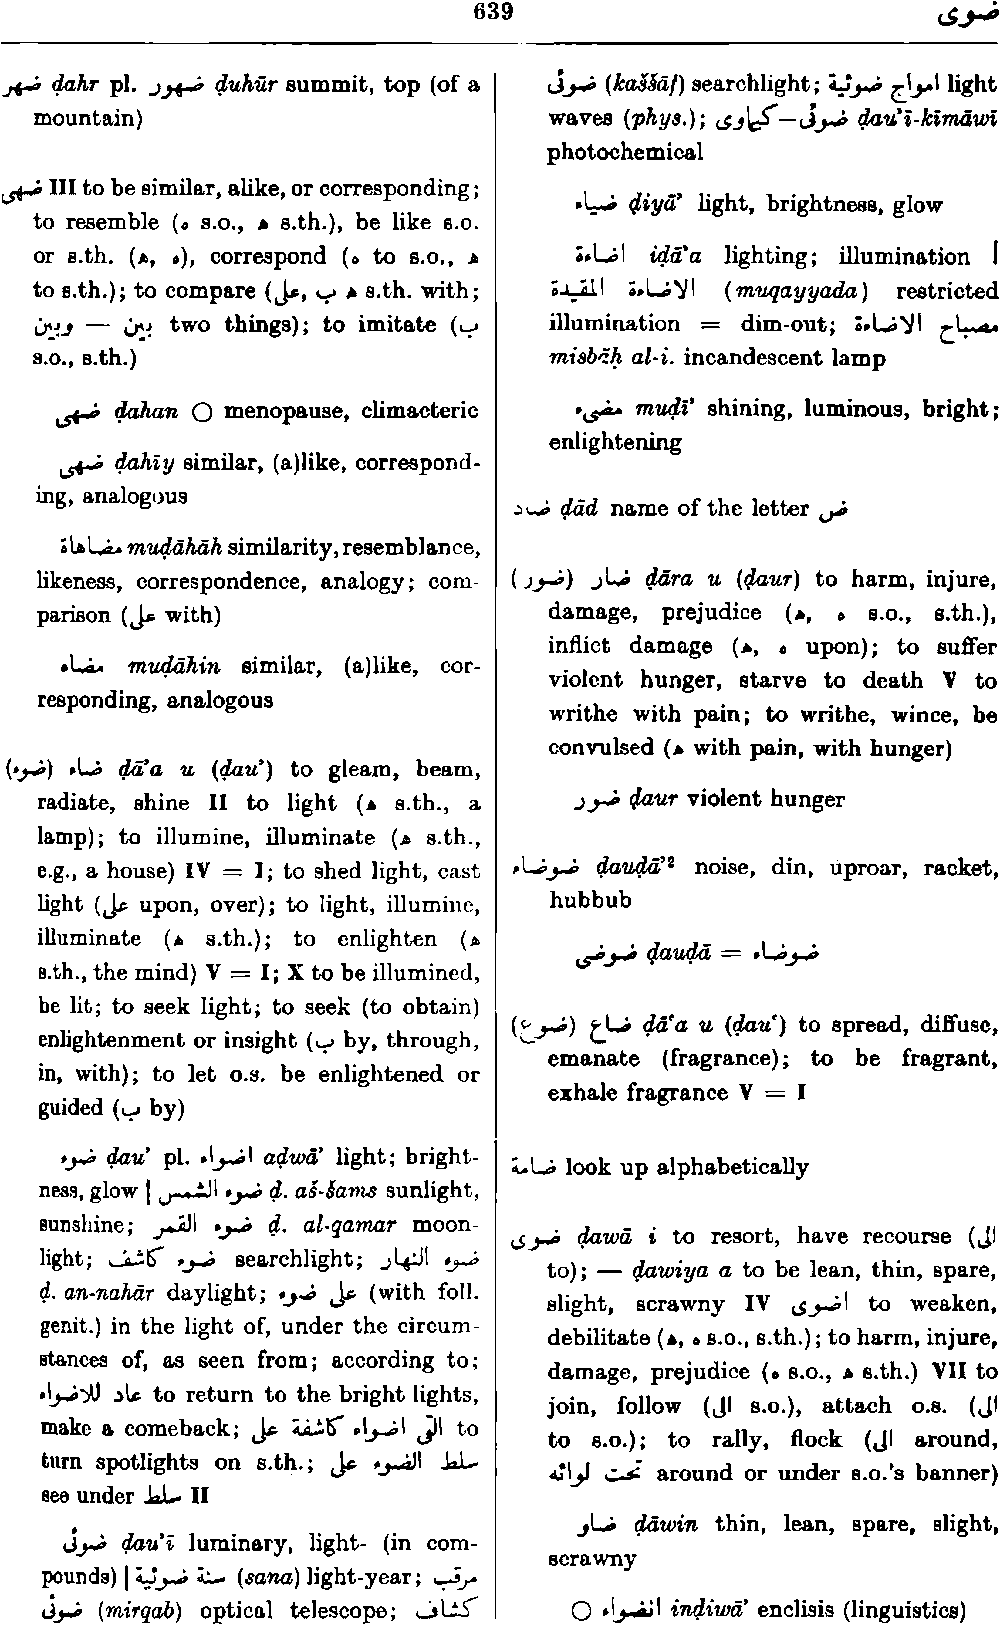 639
ضوى
ضهر ḍahr pl. ضهور ḍuhūr summit, top (of a
mountain)
ضهى III to be similar, alike, or corresponding;
to resemble (ه s.o., ه s.th.), be like s.o.
or s.th. (ه, ه), correspond (ه to s.o., ه
to s.th.); to compare (ه ب, على s.th. with;
بين — وبين two things); to imitate (ب
s.o., s.th.)
ضهى ḍahan ○ menopause, climacteric
ضهى ḍahīy similar, (a)like, correspond-
ing, analogous
مضاهاة muḍāhāh similarity, resemblance,
likeness, correspondence, analogy; com-
parison (على with)
مضاه muḍāhin similar, (a)like, cor-
responding, analogous
(ضوء) ضاء ḍā’a u (ḍau’) to gleam, beam,
radiate, shine II to light (ه s.th., a
lamp); to illumine, illuminate (ه s.th.,
e.g., a house) IV = I; to shed light, cast
light (على upon, over); to light, illumine,
illuminate (ه s.th.); to enlighten (ه
s.th., the mind) V = I; X to be illumined,
be lit; to seek light; to seek (to obtain)
enlightenment or insight (ب by, through,
in, with); to let o.s. be enlightened or
guided (ب by)
ضوء ḍau’ pl. اضواء aḍwā’ light; bright-
ness, glow | ضوء الشمس ḍ. aš-šams sunlight,
sunshine; ضوء القمر ḍ. al-qamar moon-
light; ضوء كاشف searchlight; ضوء النهار
ḍ. an-nahār daylight; على ضوء (with foll.
genit.) in the light of, under the circum-
stances of, as seen from; according to;
عاد للاضواء to return to the bright lights,
make a comeback; القى اضواء كاشفة على to
turn spotlights on s.th.; سلط الضوء على
see under سلط II
ضوئى ḍau’ī luminary, light- (in com-
pounds) | سنة ضوئية (sana) light-year; مرقب
ضوئى (mirqab) optical telescope; كشاف
ضوئى (kaššāf) searchlight; امواج ضوئية light
waves (phys.); ضوئى–كيماوى ḍau’ī-kīmāwī
photochemical
ضياء ḍiyā’ light, brightness, glow
اضاءة iḍā’a lighting; illumination |
الاضاءة المقيدة (muqayyada) restricted
illumination = dim-out; مصباح الاضاءة
misbāḥ al-i. incandescent lamp
مضىء muḍī’ shining, luminous, bright;
enlightening
ضاد ḍād name of the letter ض
(ضور) ضار ḍāra u (ḍaur) to harm, injure,
damage, prejudice (ه, ه s.o., s.th.),
inflict damage (ه, ه upon); to suffer
violent hunger, starve to death V to
writhe with pain; to writhe, wince, be
convulsed (ه with pain, with hunger)
ضور ḍaur violent hunger
ضوضاء ḍauḍā’² noise, din, uproar, racket,
hubbub
ضوضى ḍauḍā = ضوضاء
(ضوع) ضاع ḍā‘a u (ḍau‘) to spread, diffuse,
emanate (fragrance); to be fragrant,
exhale fragrance V = I
ضامة look up alphabetically
ضوى ḍawā i to resort, have recourse (الى
to); — ḍawiya a to be lean, thin, spare,
slight, scrawny IV اضوى to weaken,
debilitate (ه, ه s.o., s.th.); to harm, injure,
damage, prejudice (ه s.o., ه s.th.) VII to
join, follow (الى s.o.), attach o.s. (الى
to s.o.); to rally, flock (الى around,
تحت لوائه around or under s.o.'s banner)
ضاو ḍāwin thin, lean, spare, slight,
scrawny
○ انضواء inḍiwā’ enclisis (linguistics)